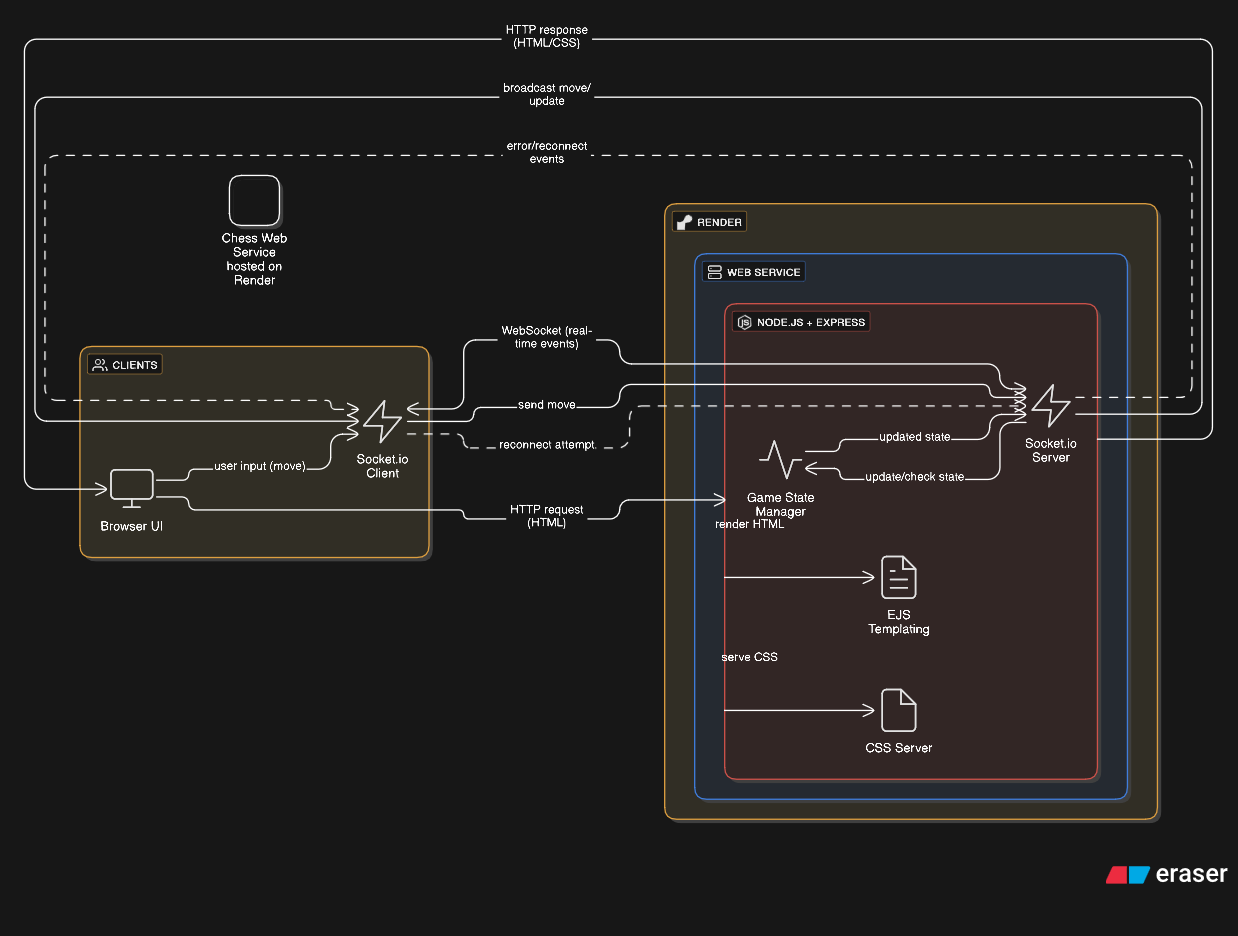 HTTP response
(HTML/CSS)
broadcast move/
update
error/reconnect
events
Chess Web
Service
hosted on
Render
RENDER
WEB SERVICE
JS
NODE.JS + EXPRESS
WebSocket (real-
time events)
CLIENTS
send move
reconnect attempt.
Socket.io
Client
user input (move)
Browser UI
HTTP request
(HTML)
Socket.io
Server
updated state
update/check state
Game State
Manager
render HTML
EJS
Templating
serve CSS
CSS Server
eraser